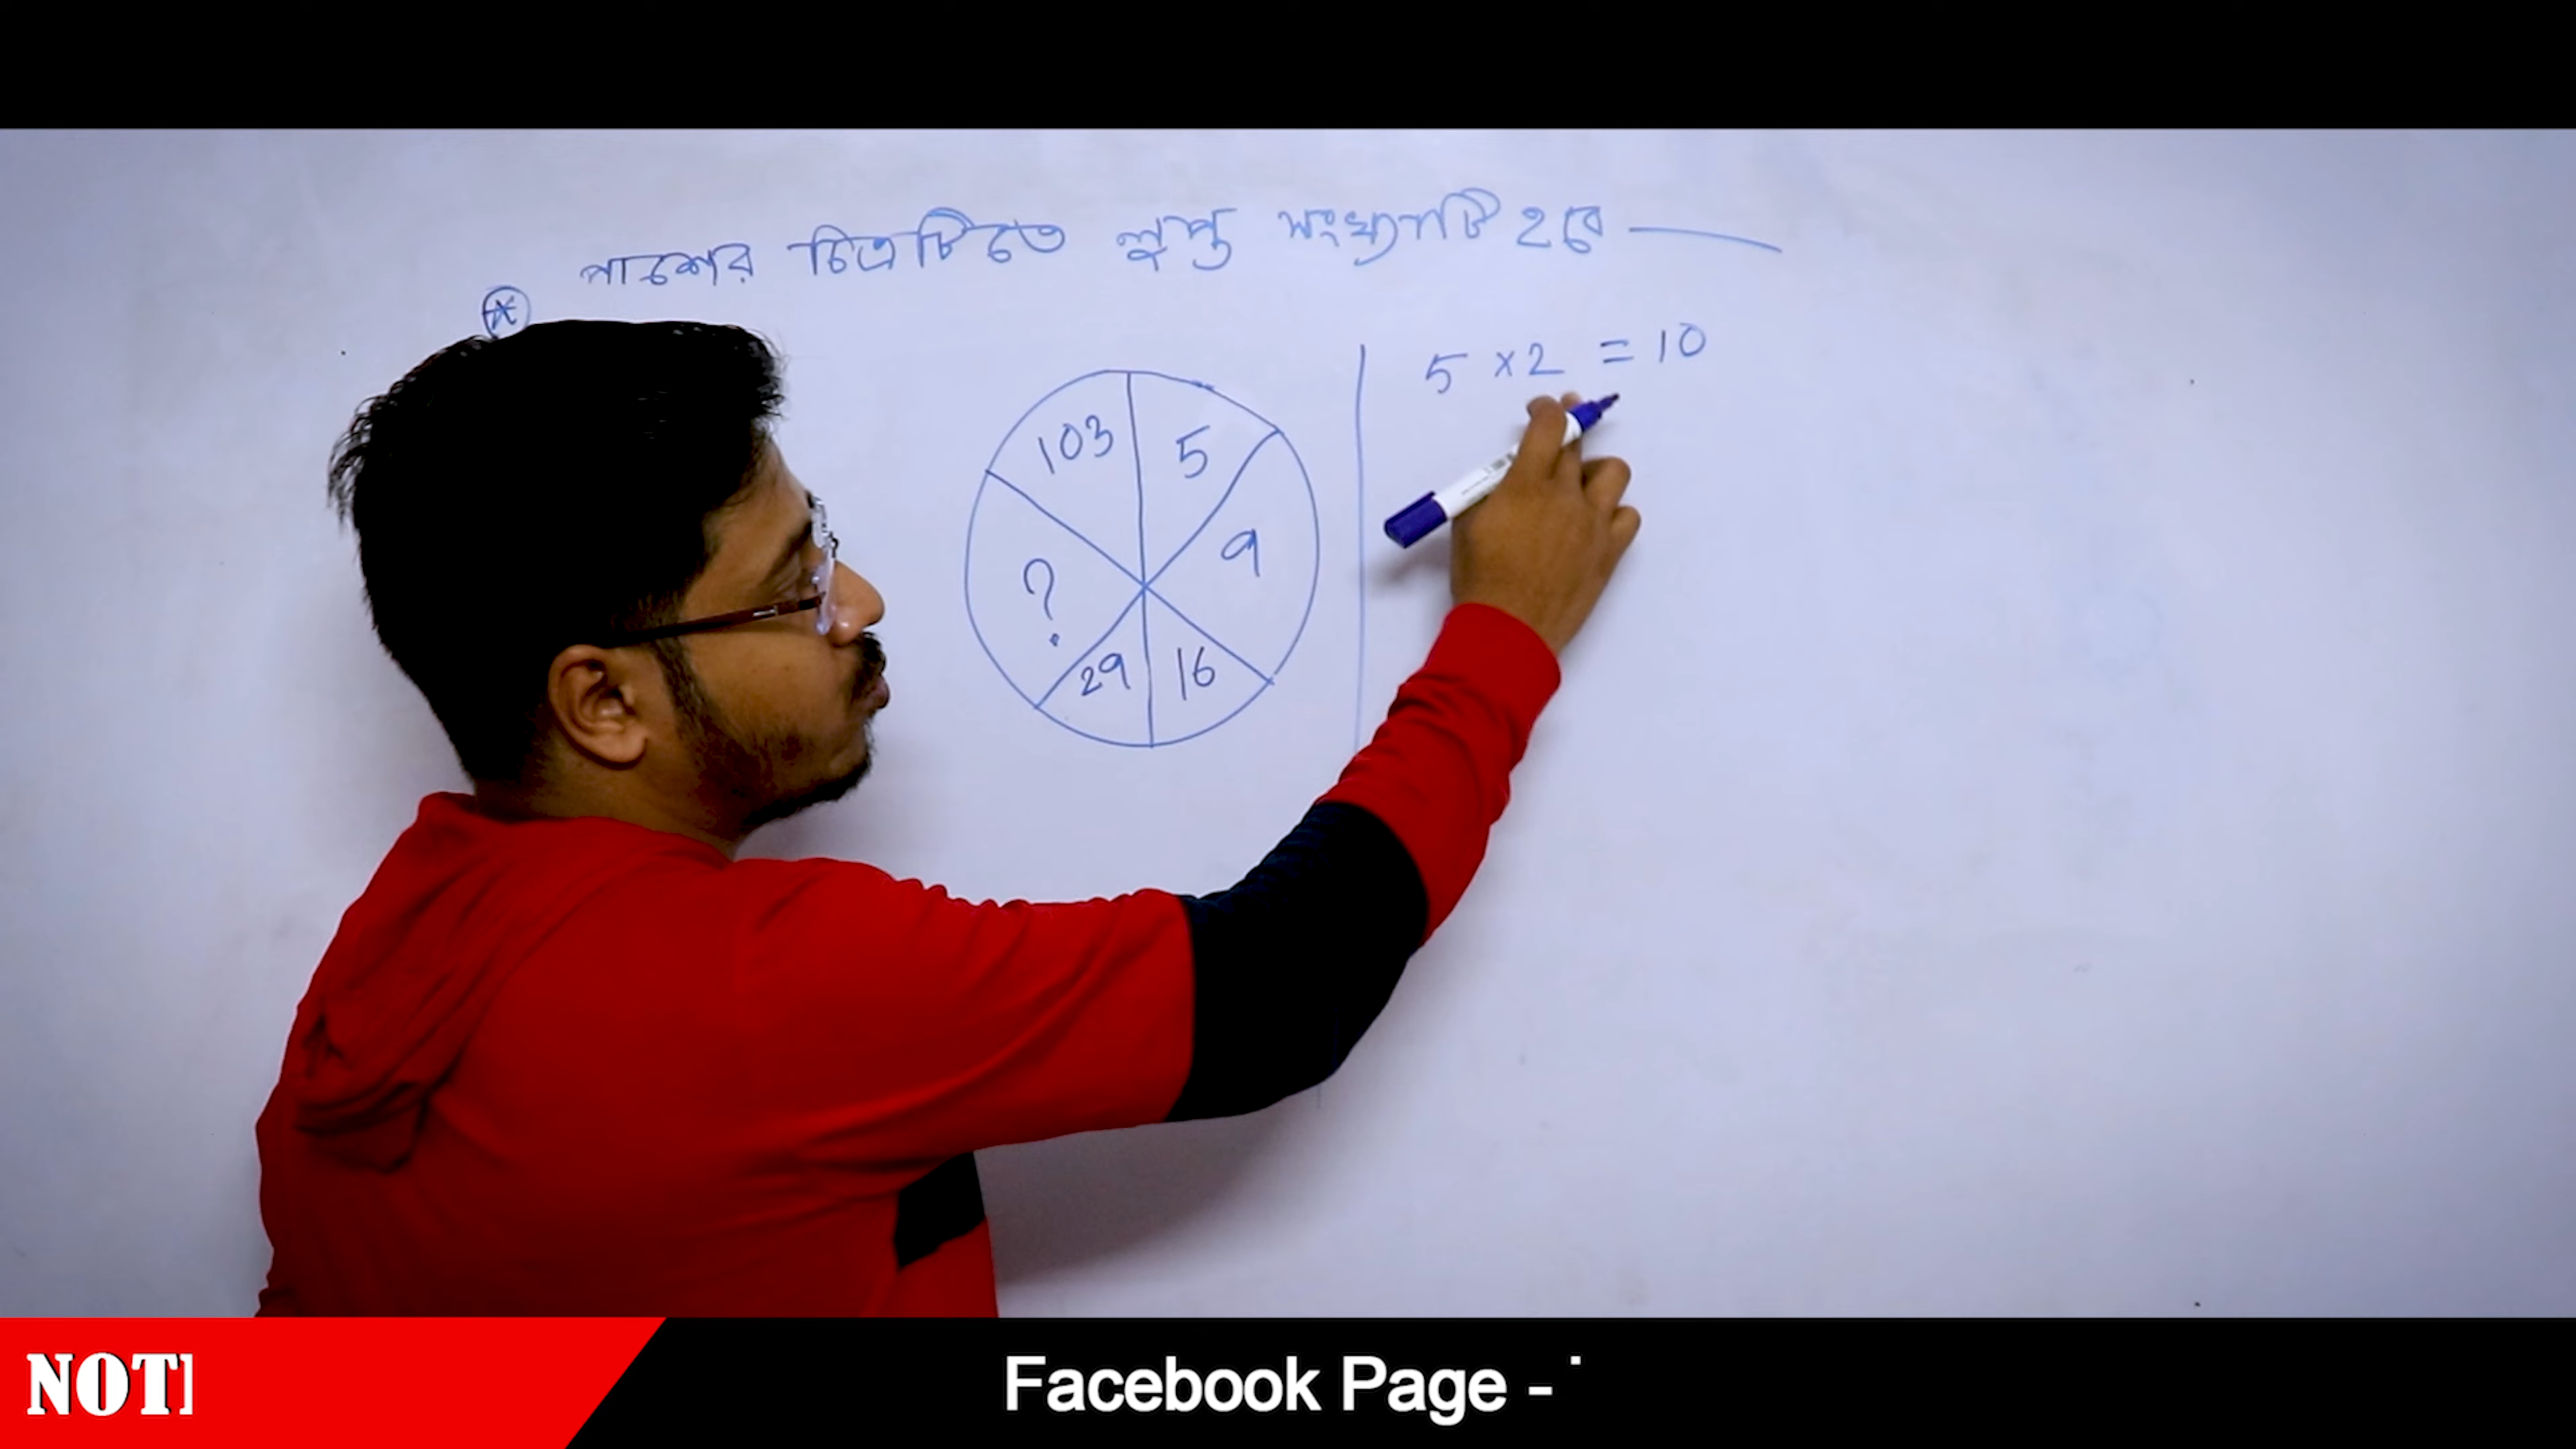 পাশের চিত্রটিতে লুপ্ত সংখ্যাটি হবে —
*
5 × 2 = 10
103 5
? 9
29 16
NOT
Facebook Page -